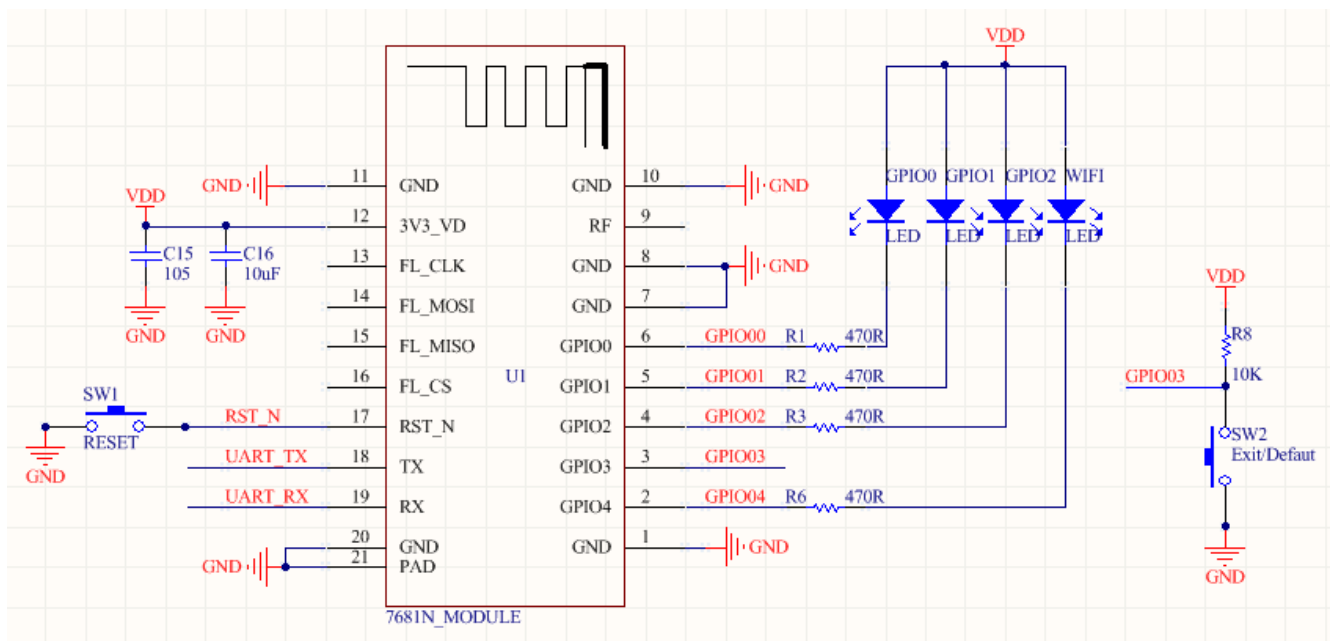 VDD
GPIO0 GPIO1 GPIO2 WIFI
LED LED LED LED
GND 11 GND GND 10 GND
VDD
12 3V3_VD RF 9
C15 C16
105 10uF
13 FL_CLK GND 8 GND
GND GND
14 FL_MOSI GND 7
VDD
15 FL_MISO GPIO0 6 GPIO00 R1 470R
R8
16 FL_CS U1 GPIO1 5 GPIO01 R2 470R
GPIO03 10K
SW1
RESET
GND
RST_N 17 RST_N GPIO2 4 GPIO02 R3 470R
SW2
Exit/Defaut
UART_TX 18 TX GPIO3 3 GPIO03
UART_RX 19 RX GPIO4 2 GPIO04 R6 470R
20 GND GND 1 GND
GND 21 PAD
GND
7681N_MODULE